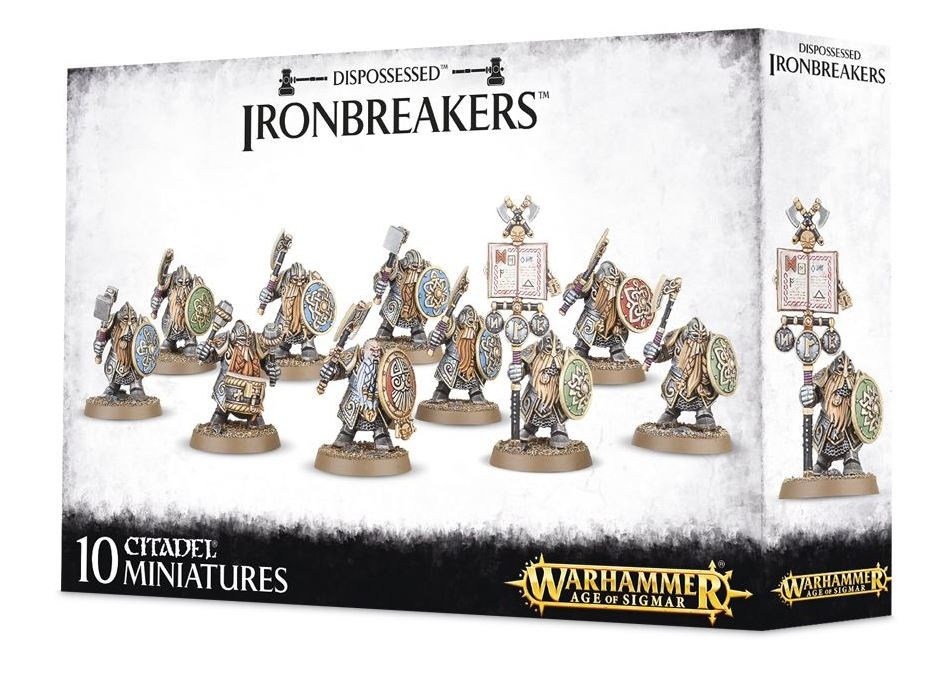 DISPOSSESSED™
IRONBREAKERS™
10 CITADEL®
MINIATURES
WARHAMMER®
AGE OF SIGMAR
DISPOSSESSED
IRONBREAKERS
WARHAMMER
AGE OF SIGMAR